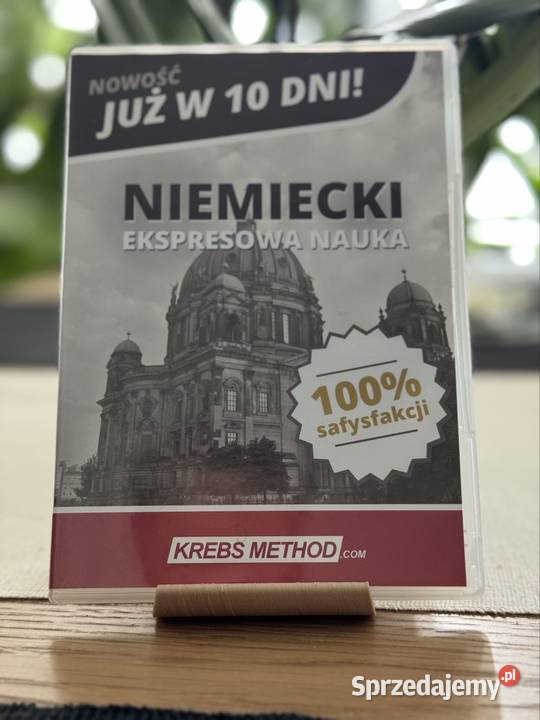 NOWOŚĆ
JUŻ W 10 DNI!
NIEMIECKI
EKSPRESOWA NAUKA
100%
safysfakcji
KREBS METHOD.COM
Sprzedajemy.pl